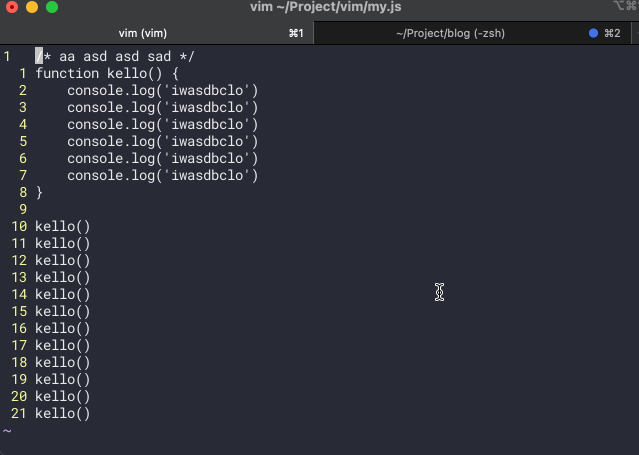 vim ~/Project/vim/my.js
vim (vim) ⌘1 ~/Project/blog (-zsh) ⌘2
1 /* aa asd asd sad */
1 function kello() {
2 console.log('iwasdbclo')
3 console.log('iwasdbclo')
4 console.log('iwasdbclo')
5 console.log('iwasdbclo')
6 console.log('iwasdbclo')
7 console.log('iwasdbclo')
8 }
9
10 kello()
11 kello()
12 kello()
13 kello()
14 kello()
15 kello()
16 kello()
17 kello()
18 kello()
19 kello()
20 kello()
21 kello()
~